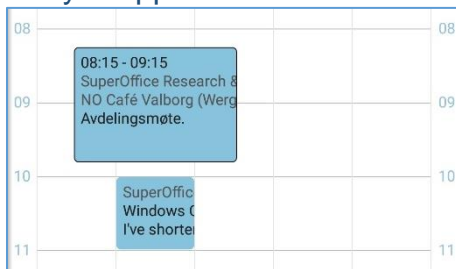 08 08
08:15 - 09:15
SuperOffice Research &
09 NO Café Valborg (Werg 09
Avdelingsmøte.
10 10
SuperOffic
Windows
I've shorte
11 11